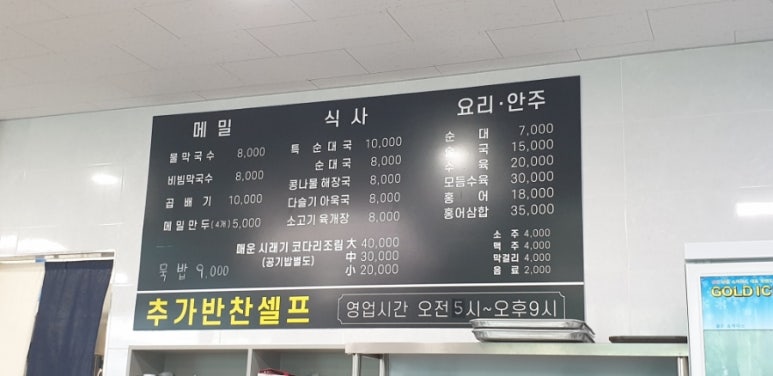 메밀
물막국수 8,000
비빔막국수 8,000
곱배기 10,000
메밀만두(4개) 5,000
묵밥 9,000
식사
특 순대국 10,000
순대국 8,000
콩나물 해장국 8,000
다슬기 아욱국 8,000
소고기 육개장 8,000
매운 시래기 코다리조림 大 40,000
(공기밥별도) 中 30,000
小 20,000
요리·안주
순대 7,000
술국 15,000
수육 20,000
모듬수육 30,000
홍어 18,000
홍어삼합 35,000
소주 4,000
맥주 4,000
막걸리 4,000
음료 2,000
추가반찬셀프
영업시간 오전 5시~오후9시
GOLD IC